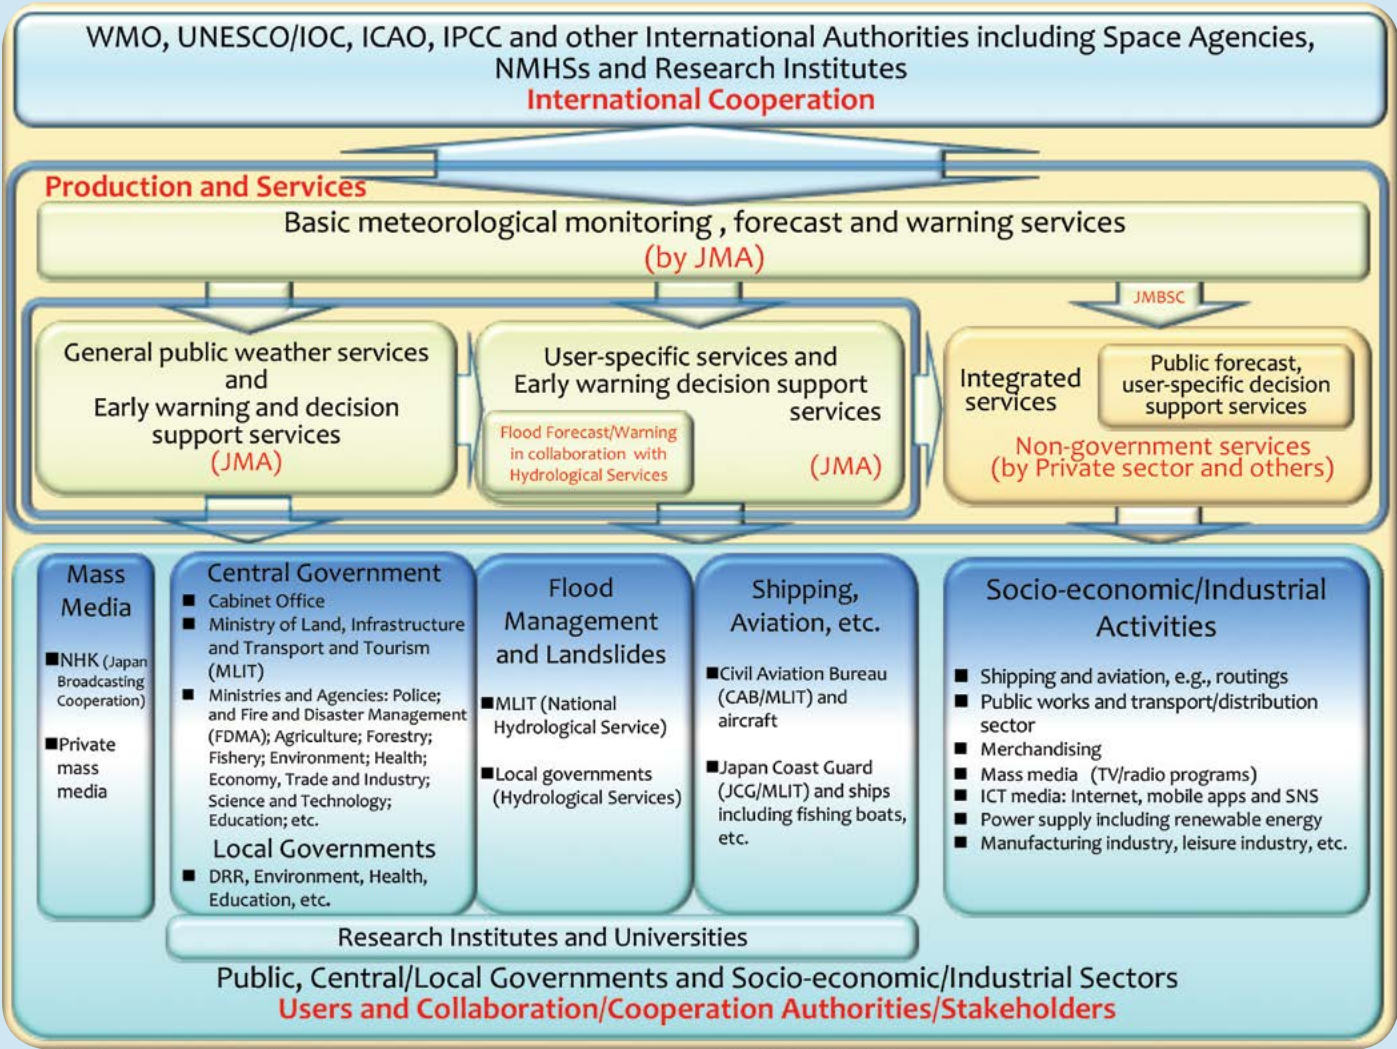 WMO, UNESCO/IOC, ICAO, IPCC and other International Authorities including Space Agencies,
NMHSs and Research Institutes
International Cooperation
Production and Services
Basic meteorological monitoring , forecast and warning services
(by JMA)
JMBSC
General public weather services
and
Early warning and decision
support services
(JMA)
User-specific services and
Early warning decision support
services
Flood Forecast/Warning
in collaboration with
Hydrological Services
(JMA)
Integrated
services
Public forecast,
user-specific decision
support services
Non-government services
(by Private sector and others)
Mass
Media
■NHK (Japan
Broadcasting
Cooperation)
■Private
mass
media
Central Government
■ Cabinet Office
■ Ministry of Land, Infrastructure
and Transport and Tourism
(MLIT)
■ Ministries and Agencies: Police;
and Fire and Disaster Management
(FDMA); Agriculture; Forestry;
Fishery; Environment; Health;
Economy, Trade and Industry;
Science and Technology;
Education; etc.
Local Governments
■ DRR, Environment, Health,
Education, etc.
Flood
Management
and Landslides
■MLIT (National
Hydrological Service)
■Local governments
(Hydrological Services)
Shipping,
Aviation, etc.
■Civil Aviation Bureau
(CAB/MLIT) and
aircraft
■Japan Coast Guard
(JCG/MLIT) and ships
including fishing boats,
etc.
Socio-economic/Industrial
Activities
■ Shipping and aviation, e.g., routings
■ Public works and transport/distribution
sector
■ Merchandising
■ Mass media (TV/radio programs)
■ ICT media: Internet, mobile apps and SNS
■ Power supply including renewable energy
■ Manufacturing industry, leisure industry, etc.
Research Institutes and Universities
Public, Central/Local Governments and Socio-economic/Industrial Sectors
Users and Collaboration/Cooperation Authorities/Stakeholders